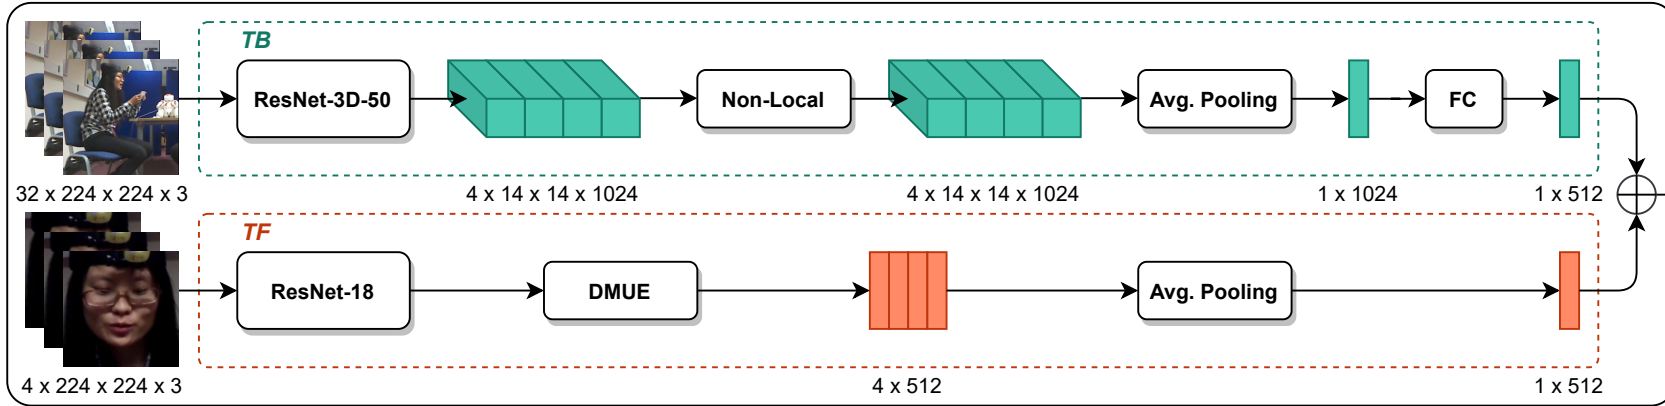 TB
ResNet-3D-50
Non-Local
Avg. Pooling
FC
32 x 224 x 224 x 3
4 x 14 x 14 x 1024
4 x 14 x 14 x 1024
1 x 1024
1 x 512
TF
ResNet-18
DMUE
Avg. Pooling
4 x 224 x 224 x 3
4 x 512
1 x 512